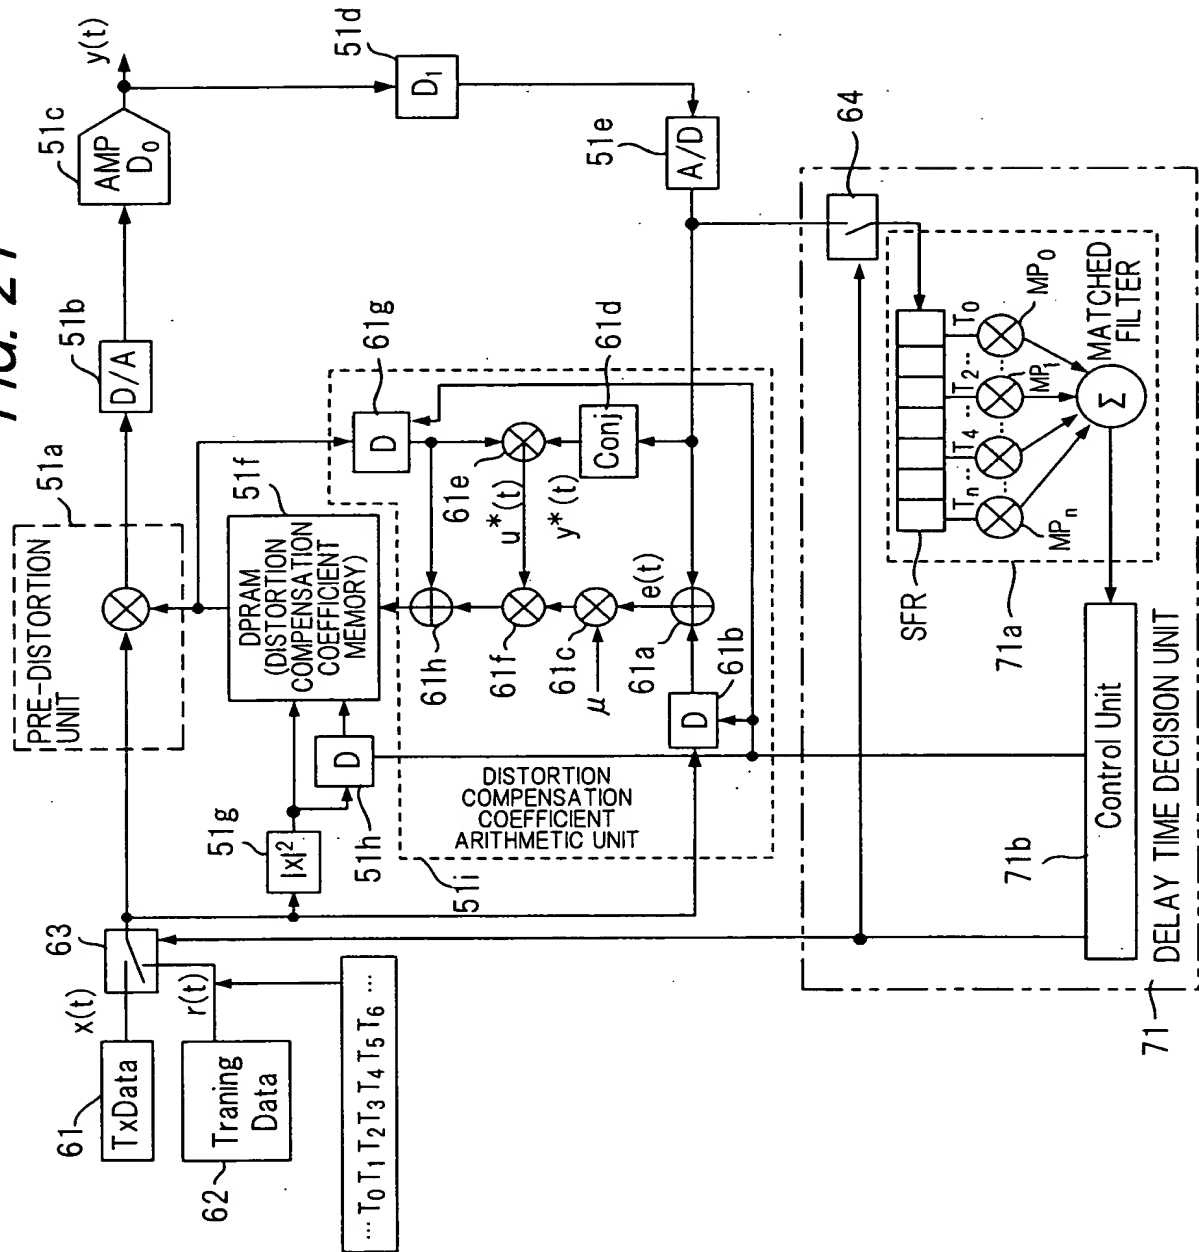 PRE-DISTORTION
UNIT
51a
51b
D/A
51c
AMP
D0
y(t)
51d
D1
51e
A/D
61
TxData
x(t)
63
62
Traning
Data
r(t)
... T0 T1 T2 T3 T4 T5 T6 ...
51g
|x|2
51h
D
51f
DPRAM
(DISTORTION
COMPENSATION
COEFFICIENT
MEMORY)
61g
D
61e
u*(t)
y*(t)
61d
Conj
61h
61f
61c
μ
e(t)
61a
61b
D
DISTORTION
COMPENSATION
COEFFICIENT
ARITHMETIC UNIT
51i
64
SFR
Tn ... T4 ... T2 ... T0
MPn
MPi
MP0
Σ
MATCHED
FILTER
71a
71b
Control Unit
71
DELAY TIME DECISION UNIT